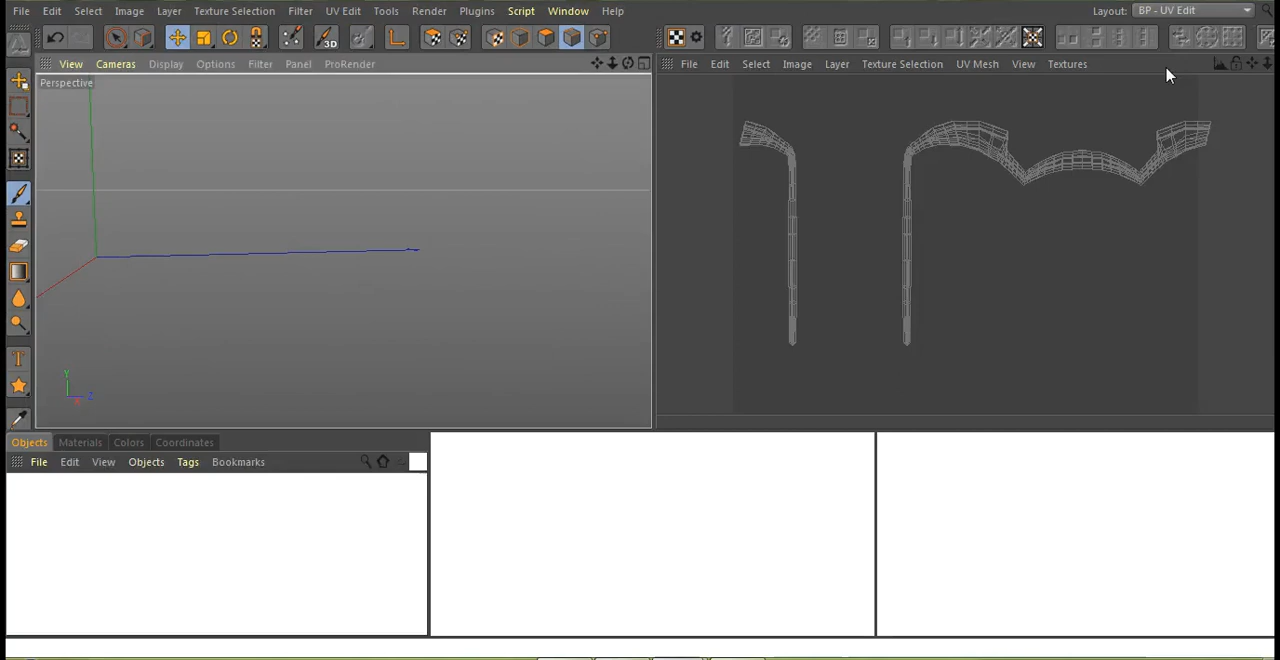 File Edit Select Image Layer Texture Selection Filter UV Edit Tools Render Plugins Script Window Help Layout: BP - UV Edit
3D
View Cameras Display Options Filter Panel ProRender File Edit Select Image Layer Texture Selection UV Mesh View Textures
Perspective
T
Y
Z
X
Objects Materials Colors Coordinates
File Edit View Objects Tags Bookmarks